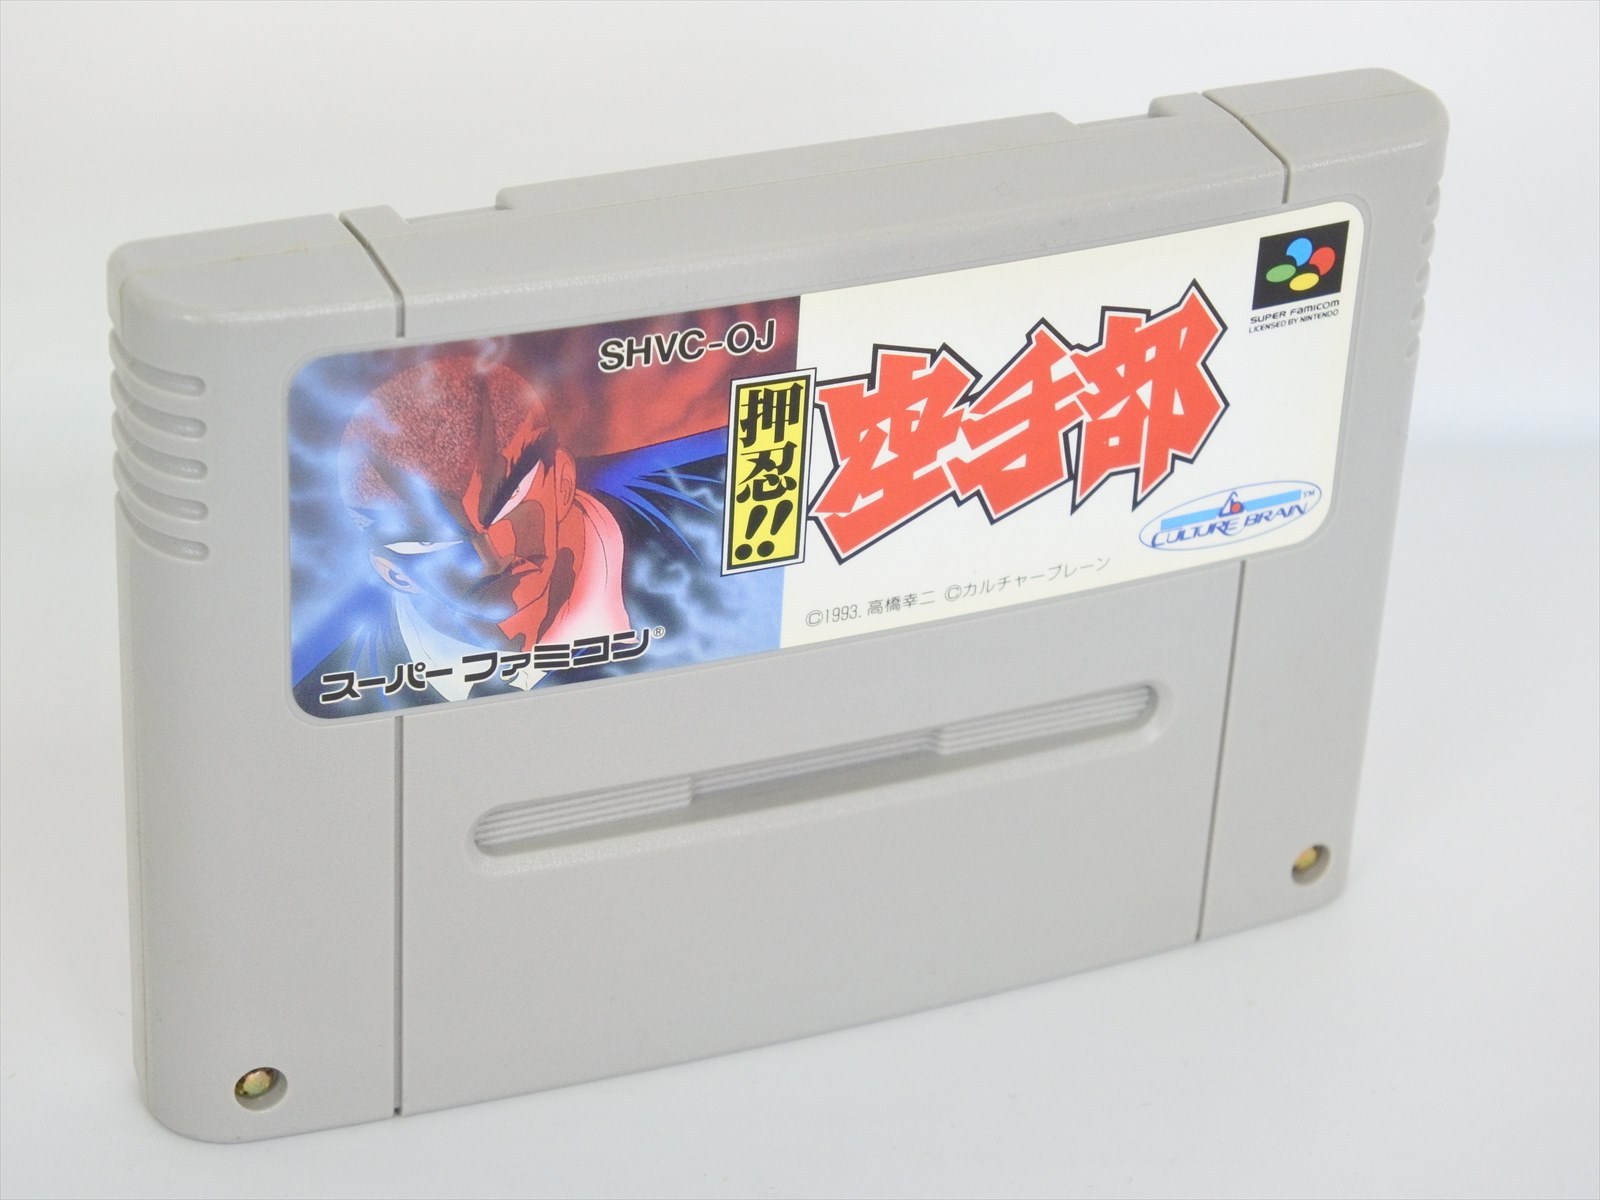 SHVC-OJ
押忍!!
空手部
SUPER FAMICOM
LICENSED BY NINTENDO
CULTURE BRAIN™
©1993. 高橋幸二 ©カルチャーブレーン
スーパーファミコン®